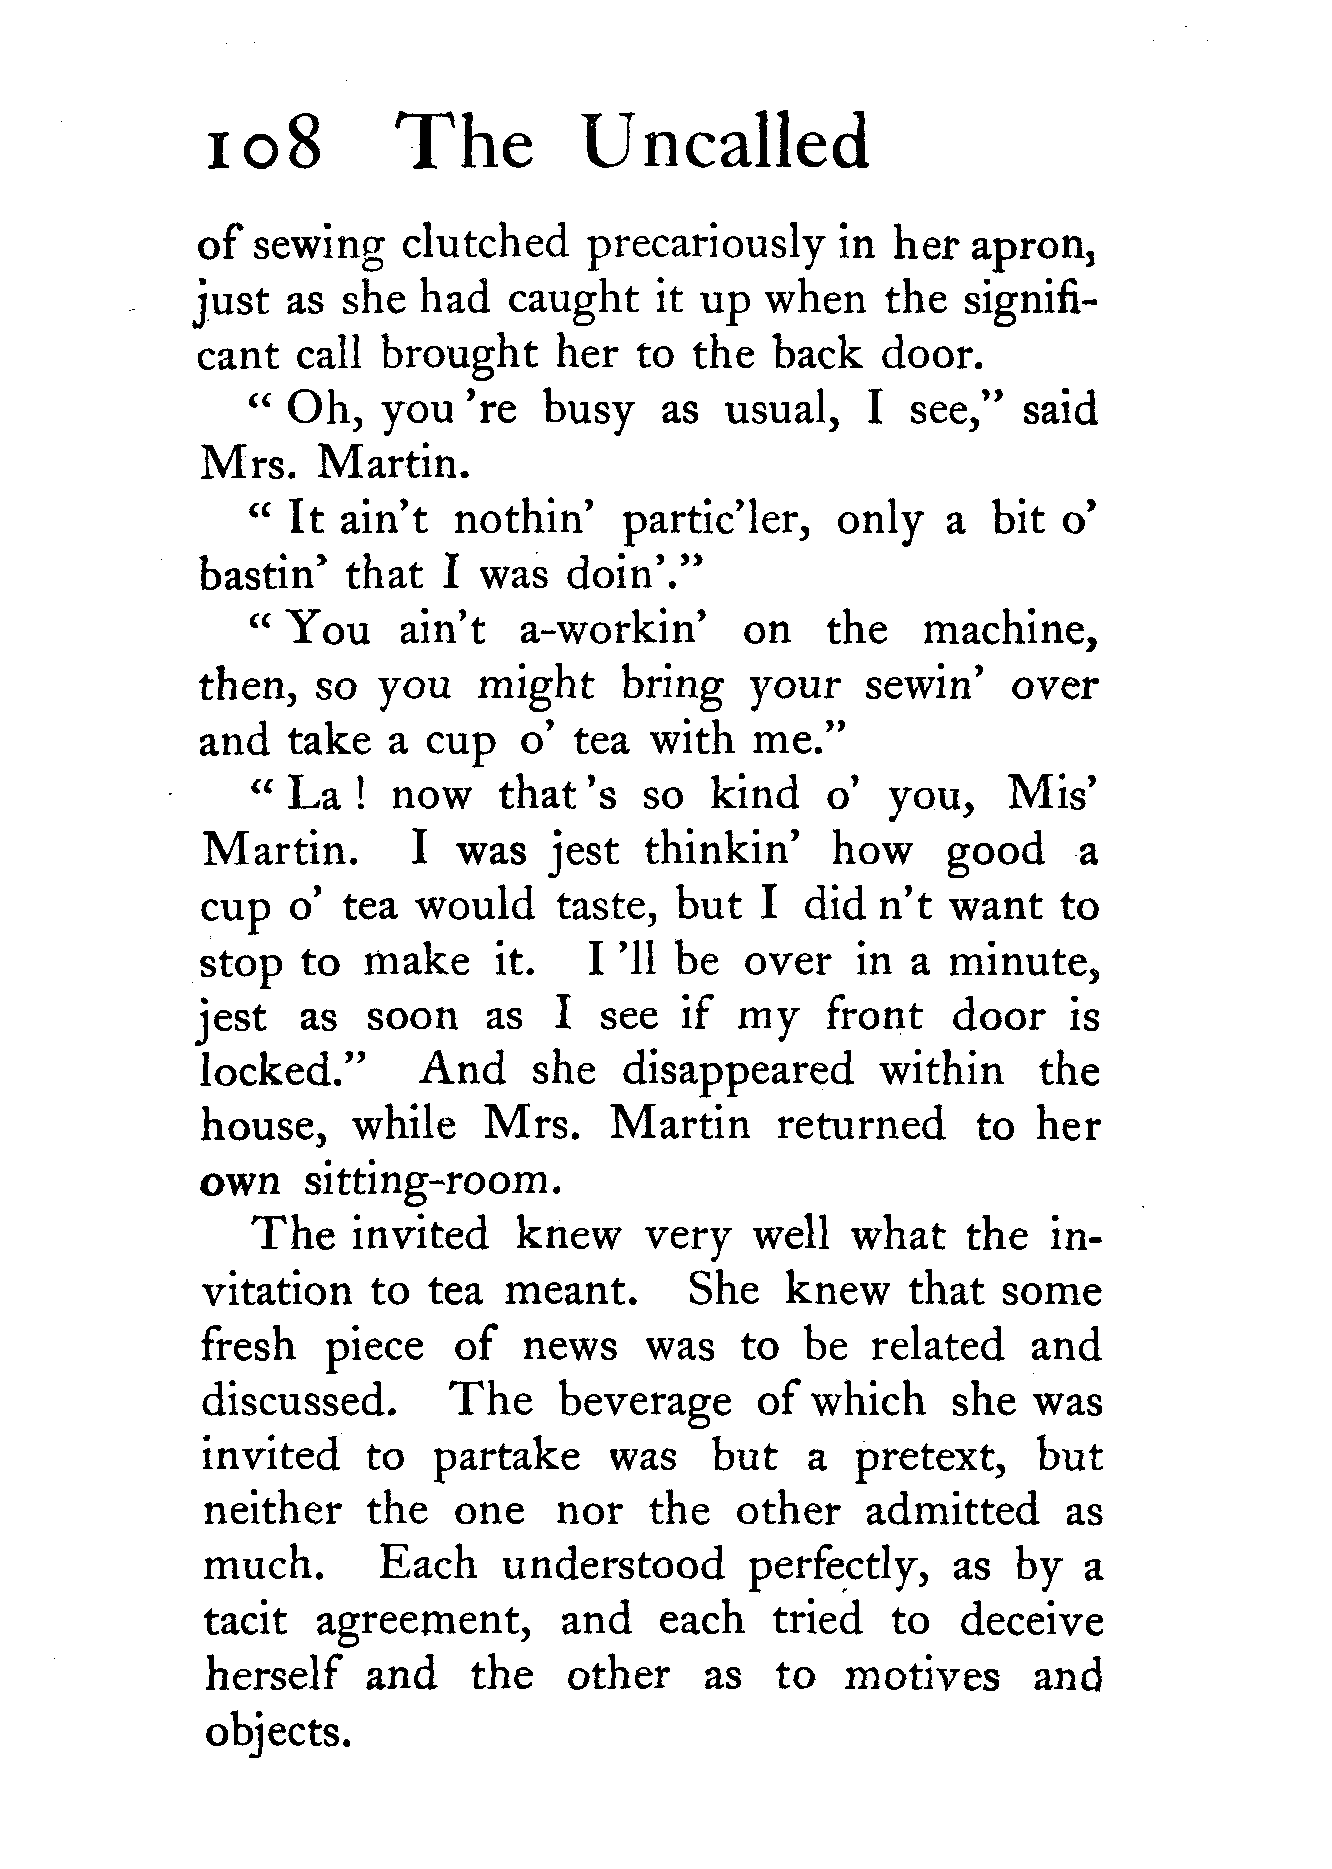 108 The Uncalled
of sewing clutched precariously in her apron,
just as she had caught it up when the signifi-
cant call brought her to the back door.
“ Oh, you 're busy as usual, I see,” said
Mrs. Martin.
“ It ain't nothin' partic'ler, only a bit o'
bastin' that I was doin'.”
“ You ain't a-workin' on the machine,
then, so you might bring your sewin' over
and take a cup o' tea with me.”
“ La ! now that 's so kind o' you, Mis'
Martin. I was jest thinkin' how good a
cup o' tea would taste, but I did n't want to
stop to make it. I 'll be over in a minute,
jest as soon as I see if my front door is
locked.” And she disappeared within the
house, while Mrs. Martin returned to her
own sitting-room.
The invited knew very well what the in-
vitation to tea meant. She knew that some
fresh piece of news was to be related and
discussed. The beverage of which she was
invited to partake was but a pretext, but
neither the one nor the other admitted as
much. Each understood perfectly, as by a
tacit agreement, and each tried to deceive
herself and the other as to motives and
objects.